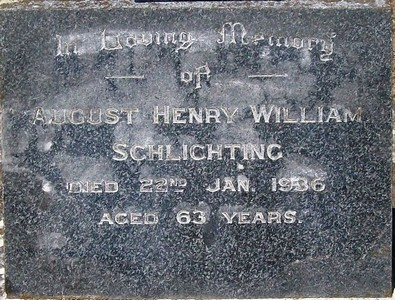 In Loving Memory
of
August Henry William
Schlichting
Died 22nd Jan. 1936
Aged 63 Years.